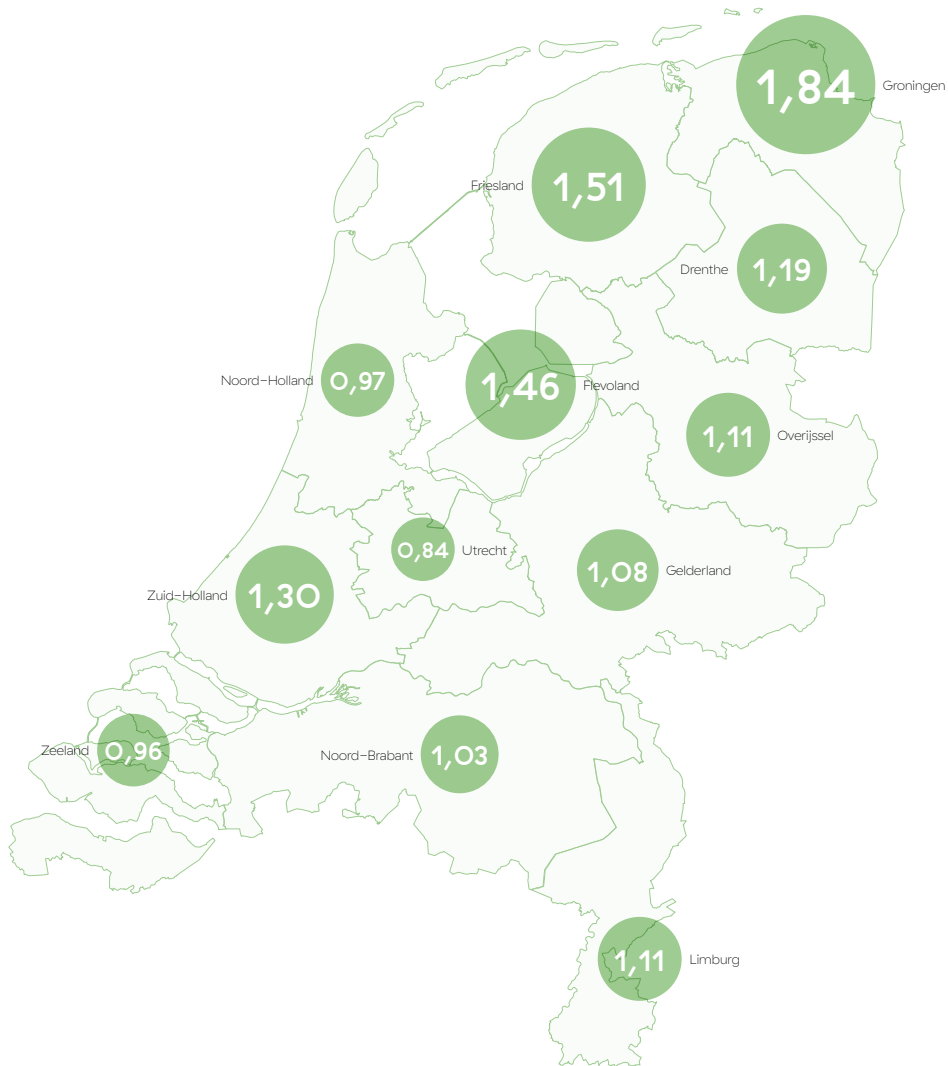 1,84
Groningen
Friesland
1,51
Drenthe
1,19
Noord-Holland
0,97
1,46
Flevoland
1,11
Overijssel
0,84
Utrecht
1,08
Gelderland
Zuid-Holland
1,30
Zeeland
0,96
Noord-Brabant
1,03
1,11
Limburg